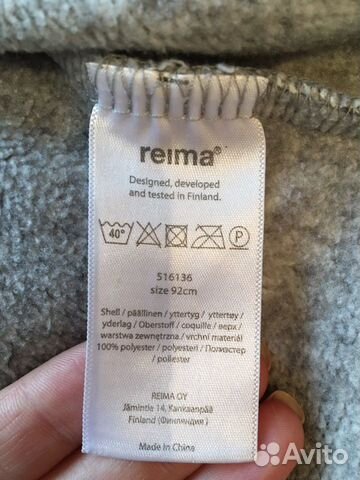 reima®
Designed, developed
and tested in Finland.
40°
P
516136
size 92cm
Shell / päällinen / yttertyg / yttertøy /
yderlag / Oberstoff / coquille / верх /
warstwa zewnętrzna / vrchní materiál
100% polyester / polyesteri / Полиэстер
/ poliester
REIMA OY
Jämintie 14, Kankaanpää
Finland (Финляндия)
Made in China
Avito